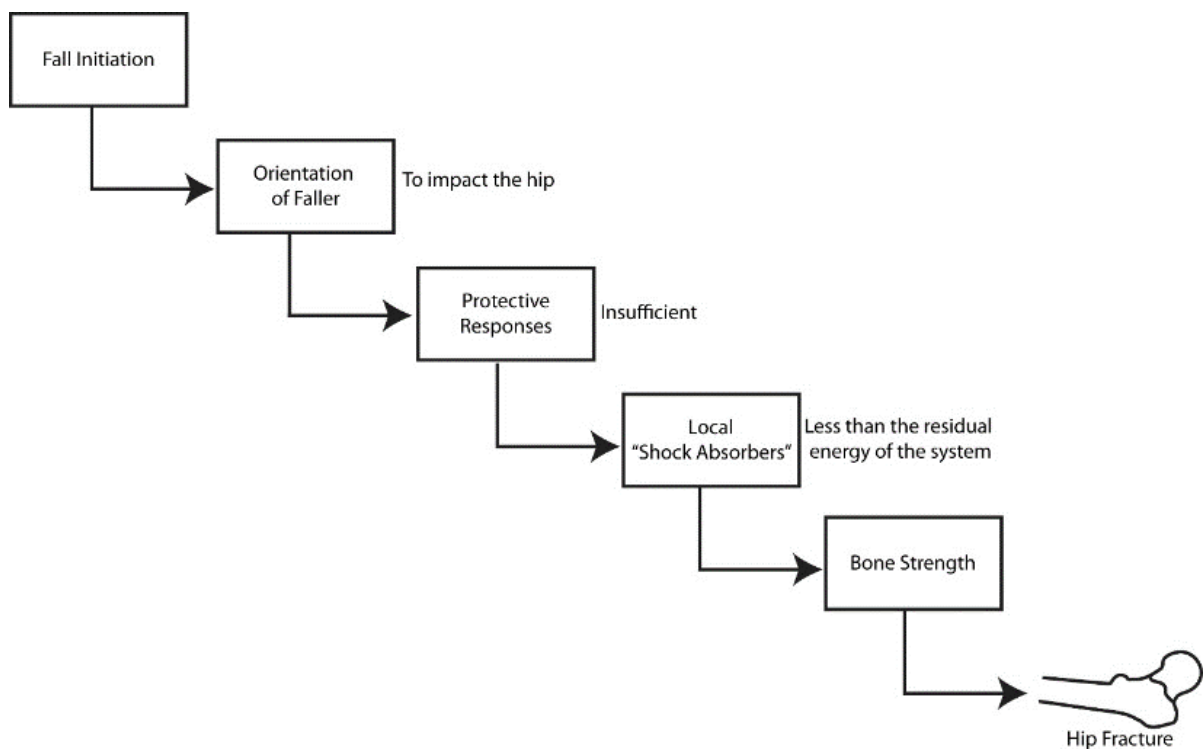 Fall Initiation
Orientation
of Faller
To impact the hip
Protective
Responses
Insufficient
Local
“Shock Absorbers“
Less than the residual
energy of the system
Bone Strength
Hip Fracture